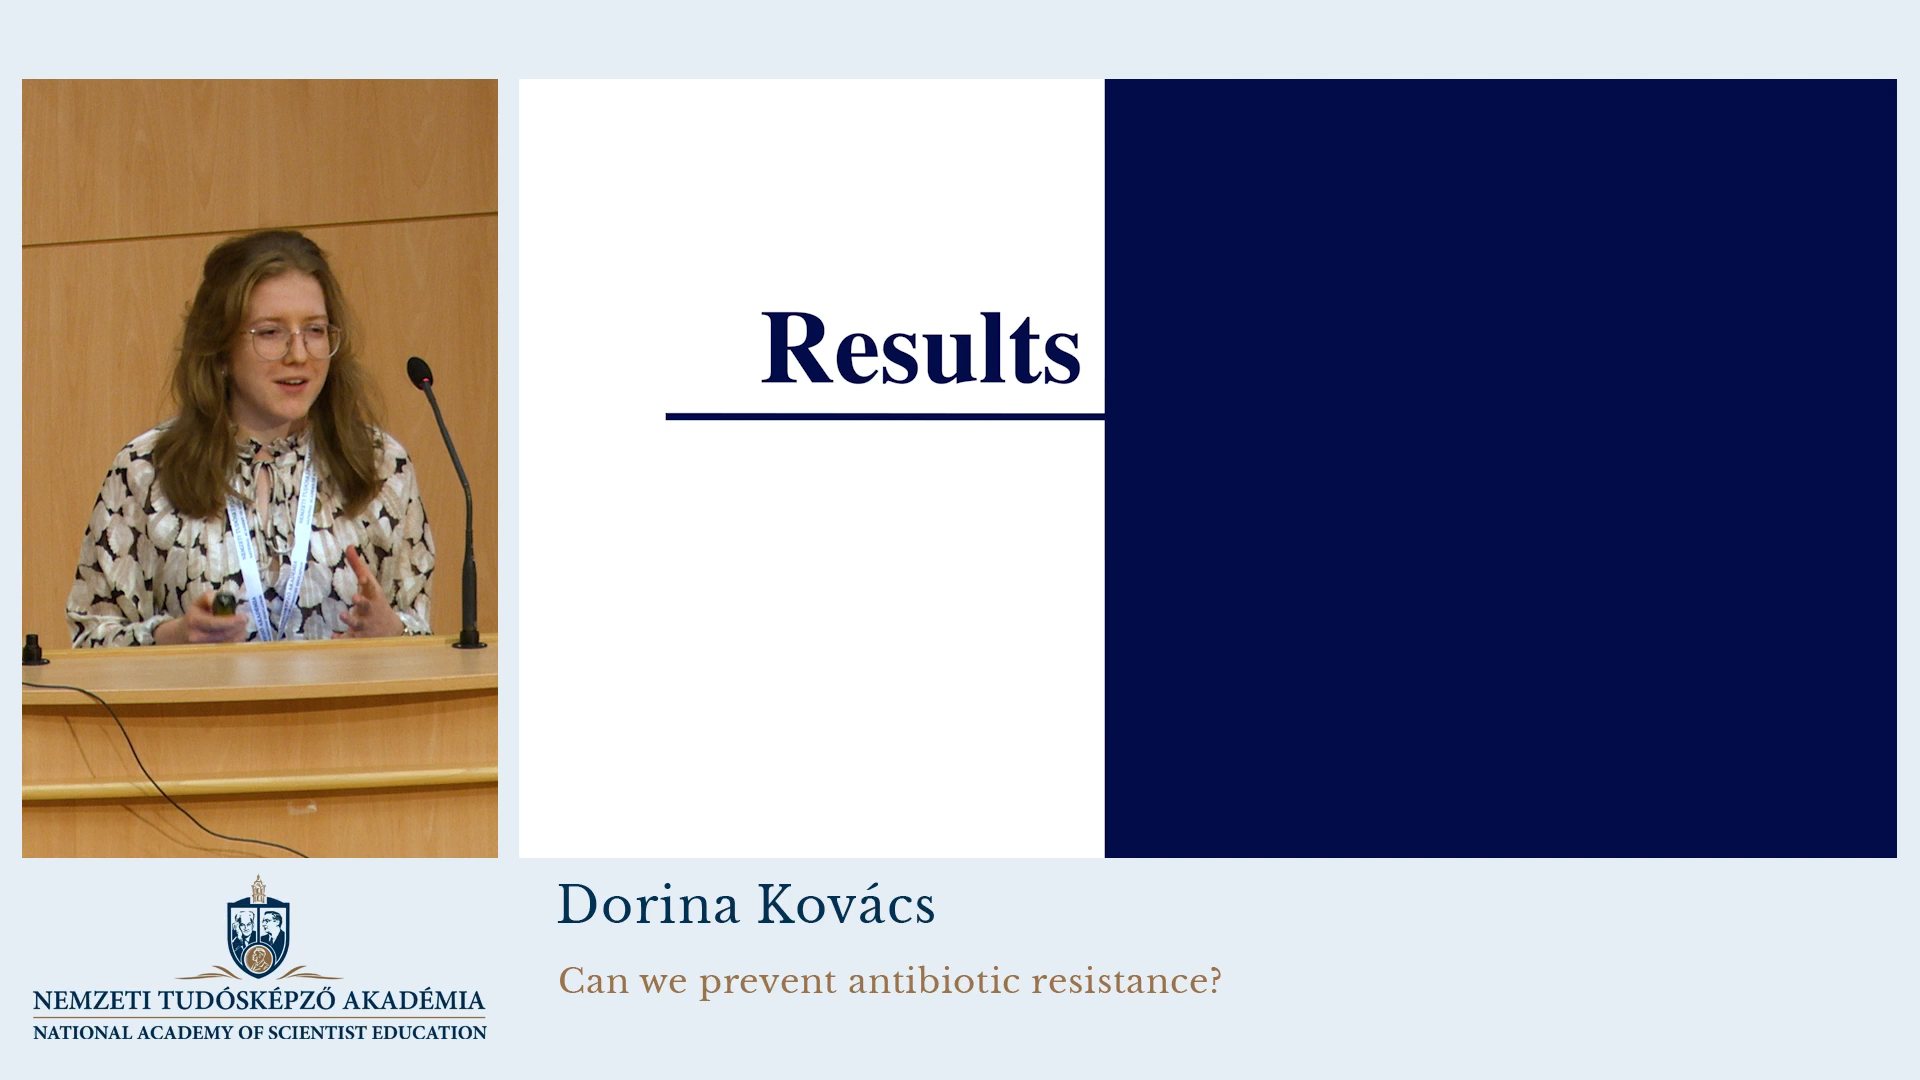 Results
Dorina Kovács
Can we prevent antibiotic resistance?
NEMZETI TUDÓSKÉPZŐ AKADÉMIA
NATIONAL ACADEMY OF SCIENTIST EDUCATION